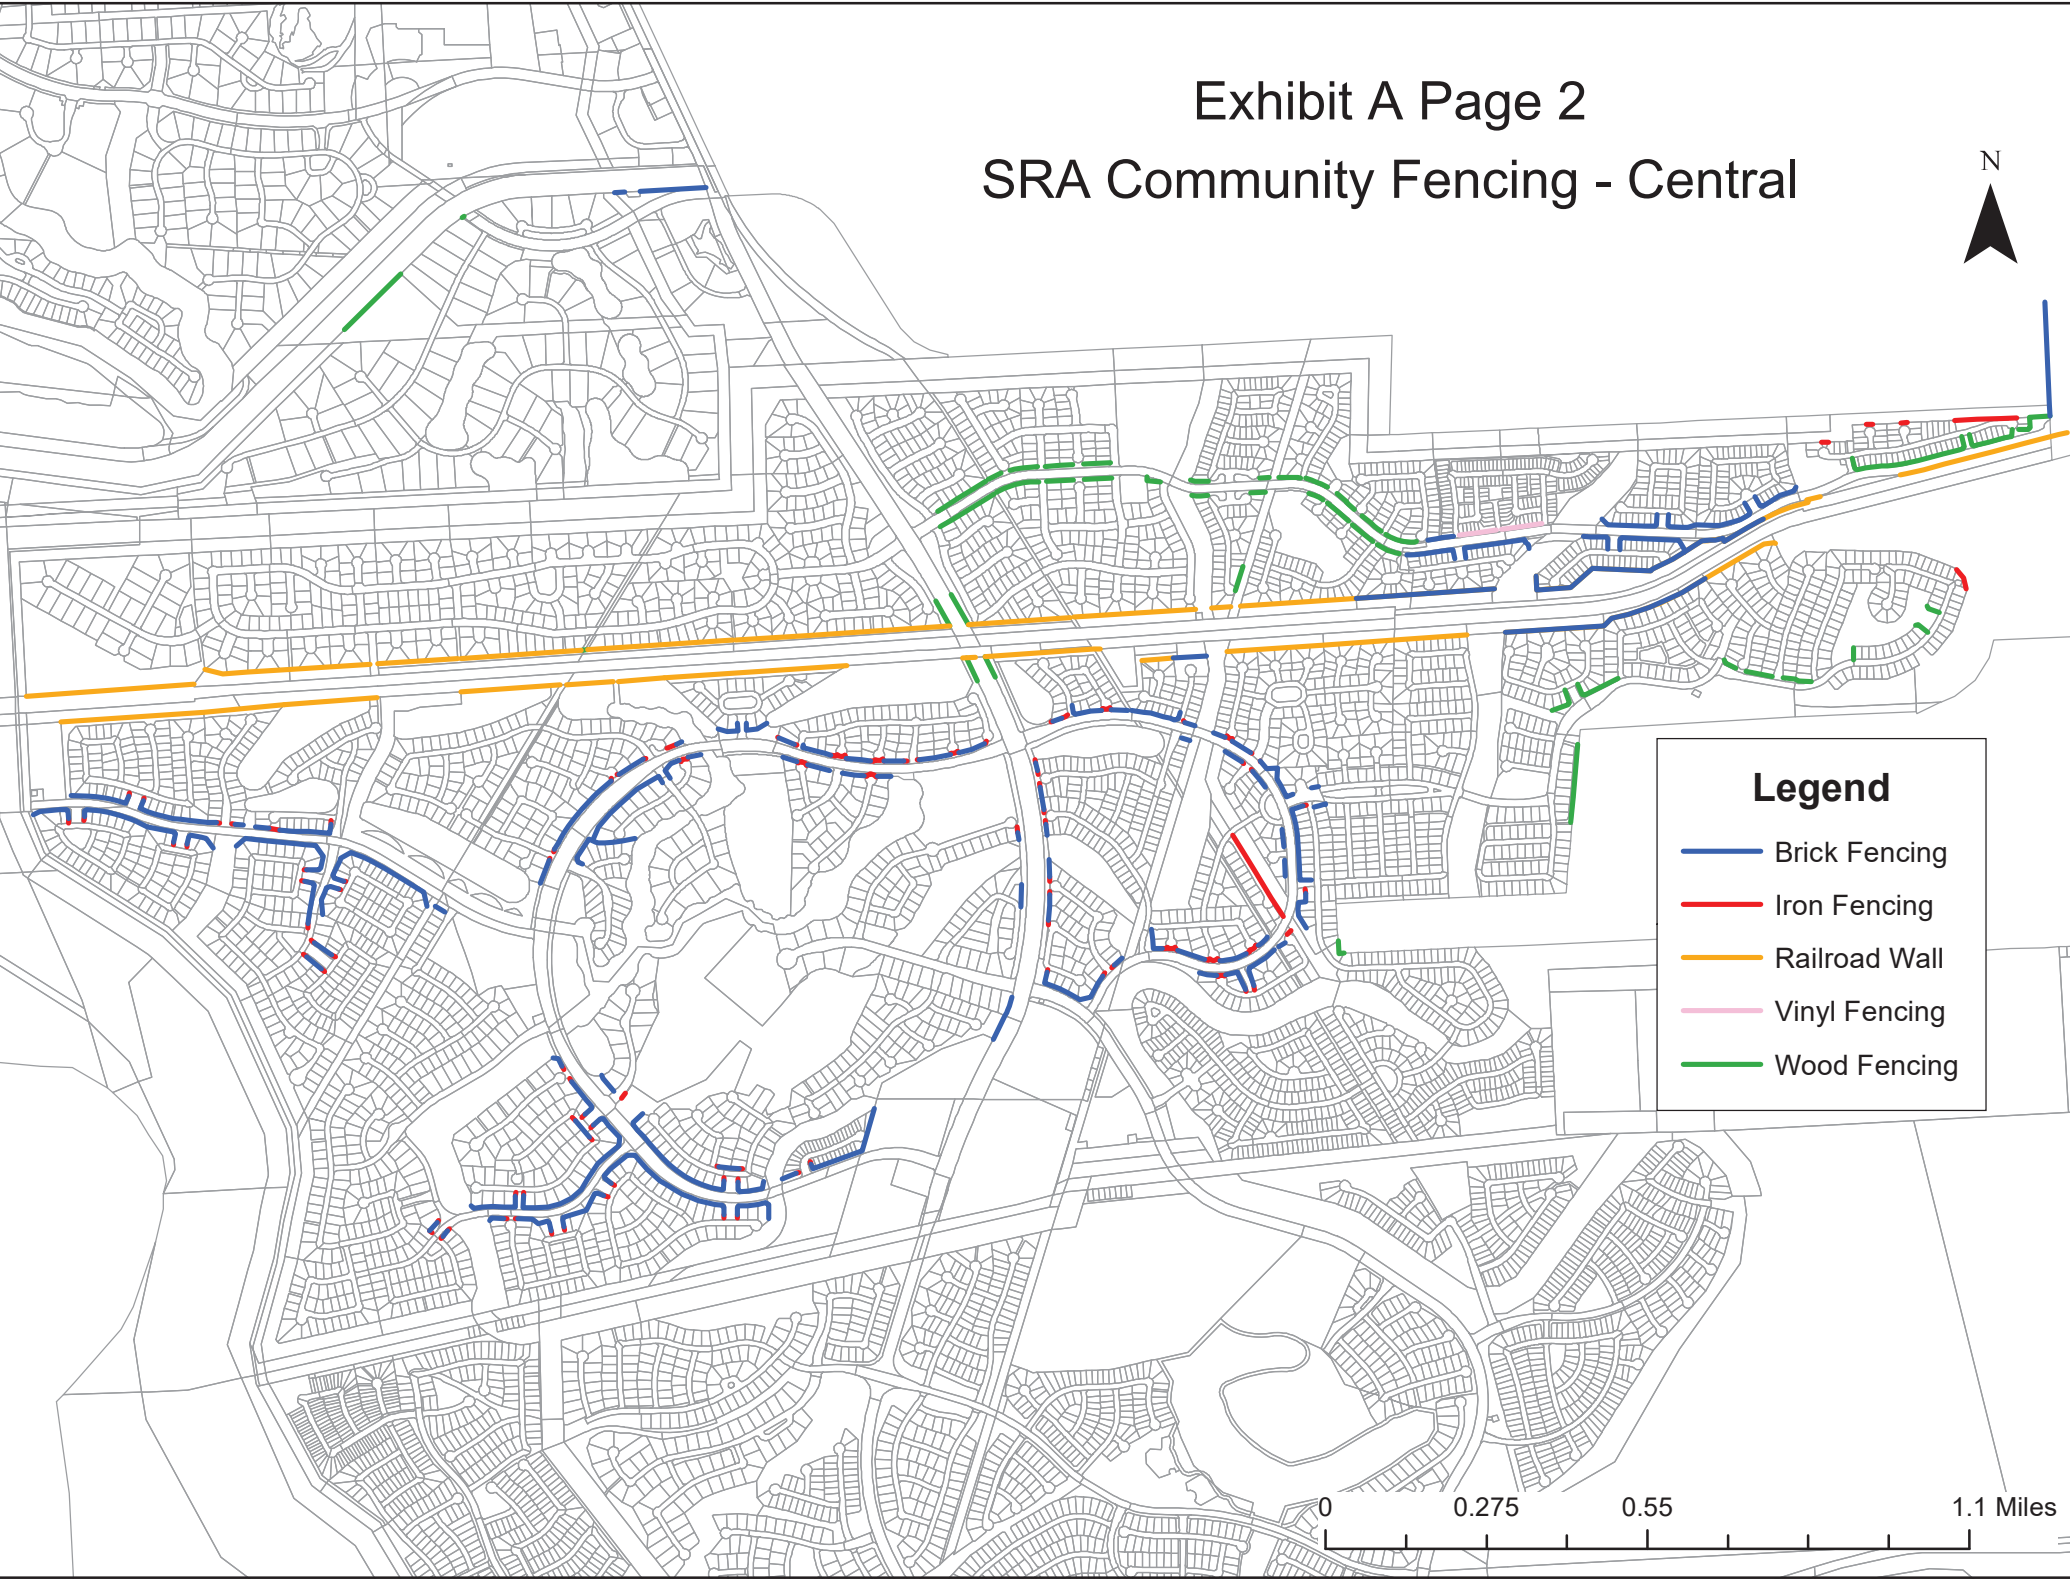 Exhibit A Page 2
SRA Community Fencing - Central
N
Legend
Brick Fencing
Iron Fencing
Railroad Wall
Vinyl Fencing
Wood Fencing
0 0.275 0.55 1.1 Miles